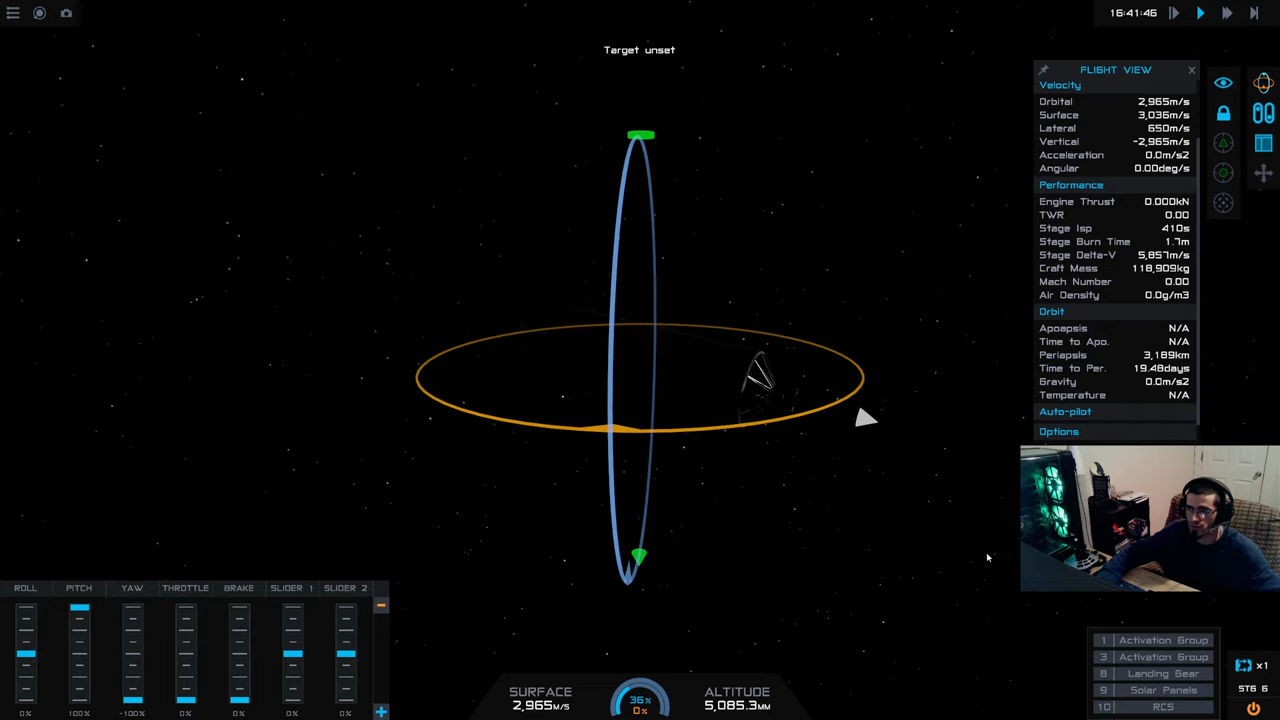 16:41:46
Target unset
FLIGHT VIEW
Velocity
Orbital 2,965m/s
Surface 3,036m/s
Lateral 650m/s
Vertical -2,965m/s
Acceleration 0.0m/s2
Angular 0.00deg/s
Performance
Engine Thrust 0.000kN
TWR 0.00
Stage Isp 410s
Stage Burn Time 1.7m
Stage Delta-V 5,857m/s
Craft Mass 118,909kg
Mach Number 0.00
Air Density 0.0g/m3
Orbit
Apoapsis N/A
Time to Apo. N/A
Periapsis 3,189km
Time to Per. 19.48days
Gravity 0.0m/s2
Temperature N/A
Auto-pilot
Options
ROLL PITCH YAW THROTTLE BRAKE SLIDER 1 SLIDER 2
0% 100% -100% 0% 0% 0% 0%
SURFACE
2,965M/S
36%
0%
ALTITUDE
5,085.3MM
1 Activation Group
3 Activation Group
8 Landing Gear
9 Solar Panels
10 RCS
x1
STG 6